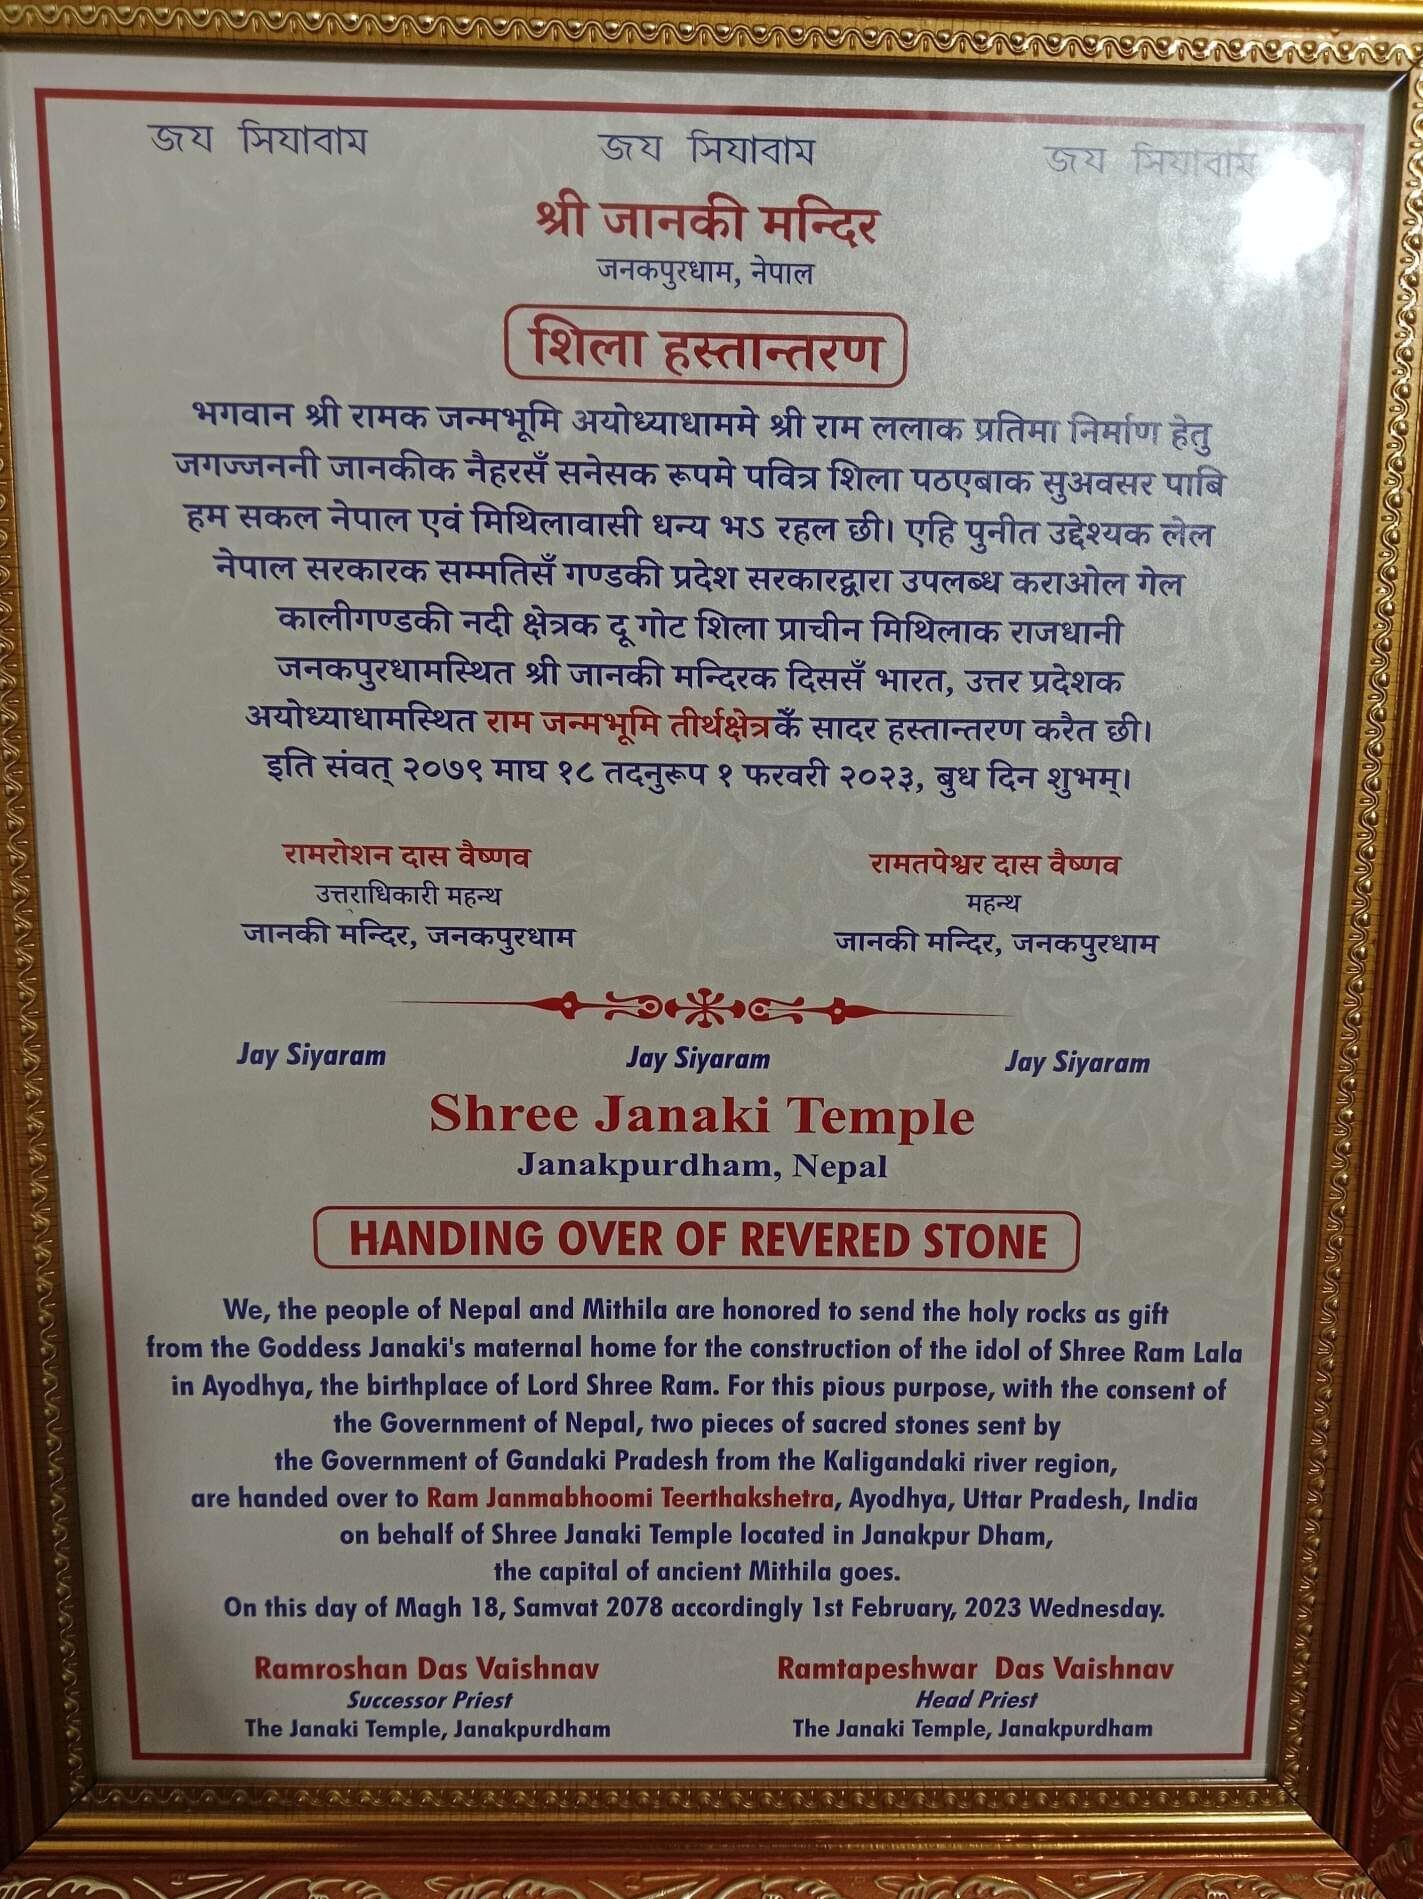 जय सियाराम जय सियाराम जय सियाराम
श्री जानकी मन्दिर
जनकपुरधाम, नेपाल
शिला हस्तान्तरण
भगवान श्री रामक जन्मभूमि अयोध्याधाममे श्री राम ललाक प्रतिमा निर्माण हेतु
जगज्जननी जानकीक नैहरसँ सनेसक रूपमे पवित्र शिला पठएबाक सुअवसर पाबि
हम सकल नेपाल एवं मिथिलावासी धन्य भऽ रहल छी। एहि पुनीत उद्देश्यक लेल
नेपाल सरकारक सम्मतिसँ गण्डकी प्रदेश सरकारद्वारा उपलब्ध कराओल गेल
कालीगण्डकी नदी क्षेत्रक दू गोट शिला प्राचीन मिथिलाक राजधानी
जनकपुरधामस्थित श्री जानकी मन्दिरक दिससँ भारत, उत्तर प्रदेशक
अयोध्याधामस्थित राम जन्मभूमि तीर्थक्षेत्रकेँ सादर हस्तान्तरण करैत छी।
इति संवत् २०७९ माघ १८ तदनुरूप १ फरवरी २०२३, बुध दिन शुभम्।
रामरोशन दास वैष्णव रामतपेश्वर दास वैष्णव
उत्तराधिकारी महन्थ महन्थ
जानकी मन्दिर, जनकपुरधाम जानकी मन्दिर, जनकपुरधाम
Jay Siyaram Jay Siyaram Jay Siyaram
Shree Janaki Temple
Janakpurdham, Nepal
HANDING OVER OF REVERED STONE
We, the people of Nepal and Mithila are honored to send the holy rocks as gift
from the Goddess Janaki's maternal home for the construction of the idol of Shree Ram Lala
in Ayodhya, the birthplace of Lord Shree Ram. For this pious purpose, with the consent of
the Government of Nepal, two pieces of sacred stones sent by
the Government of Gandaki Pradesh from the Kaligandaki river region,
are handed over to Ram Janmabhoomi Teerthakshetra, Ayodhya, Uttar Pradesh, India
on behalf of Shree Janaki Temple located in Janakpur Dham,
the capital of ancient Mithila goes.
On this day of Magh 18, Samvat 2078 accordingly 1st February, 2023 Wednesday.
Ramroshan Das Vaishnav Ramtapeshwar Das Vaishnav
Successor Priest Head Priest
The Janaki Temple, Janakpurdham The Janaki Temple, Janakpurdham